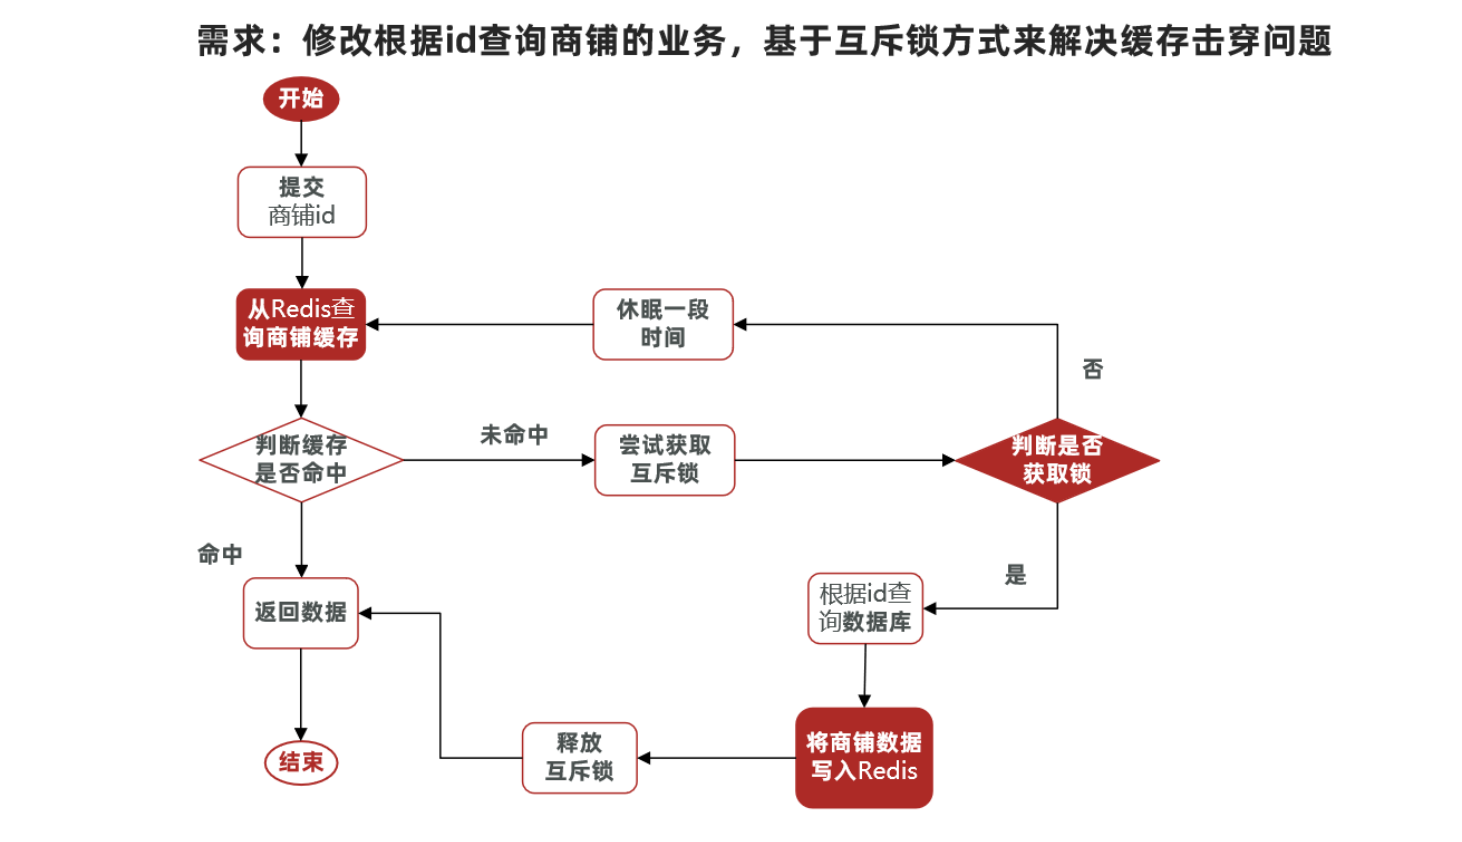 需求：修改根据id查询商铺的业务，基于互斥锁方式来解决缓存击穿问题
开始
提交
商铺id
从Redis查
询商铺缓存
休眠一段
时间
否
判断缓存
是否命中
未命中
尝试获取
互斥锁
判断是否
获取锁
命中
是
返回数据
根据id查
询数据库
将商铺数据
写入Redis
释放
互斥锁
结束